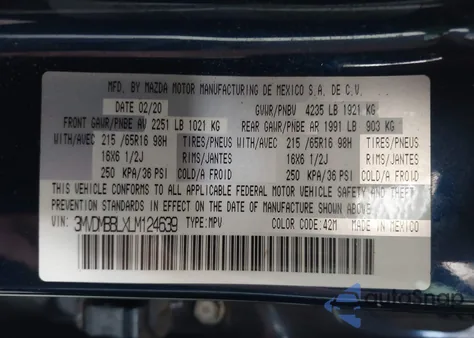 MFD. BY MAZDA MOTOR MANUFACTURING DE MEXICO S.A. DE C.V.
DATE 02/20 GVWR/PNBV 4235 LB 1921 KG
FRONT GAWR/PNBE AV 2251 LB 1021 KG REAR GAWR/PNBE AR 1991 LB 903 KG
WITH/AVEC 215 /65R16 98H TIRES/PNEUS WITH/AVEC 215 /65R16 98H TIRES/PNEUS
16X6 1/2J RIMS/JANTES 16X6 1/2J RIMS/JANTES
250 KPA/36 PSI COLD/A FROID 250 KPA/36 PSI COLD/A FROID
THIS VEHICLE CONFORMS TO ALL APPLICABLE FEDERAL MOTOR VEHICLE SAFETY AND THEFT
PREVENTION STANDARDS IN EFFECT ON THE DATE OF MANUFACTURE SHOWN ABOVE.
VIN: 3MVDMBBLXLM124639 TYPE:MPV COLOR CODE:42M MADE IN MEXICO
autoSnap